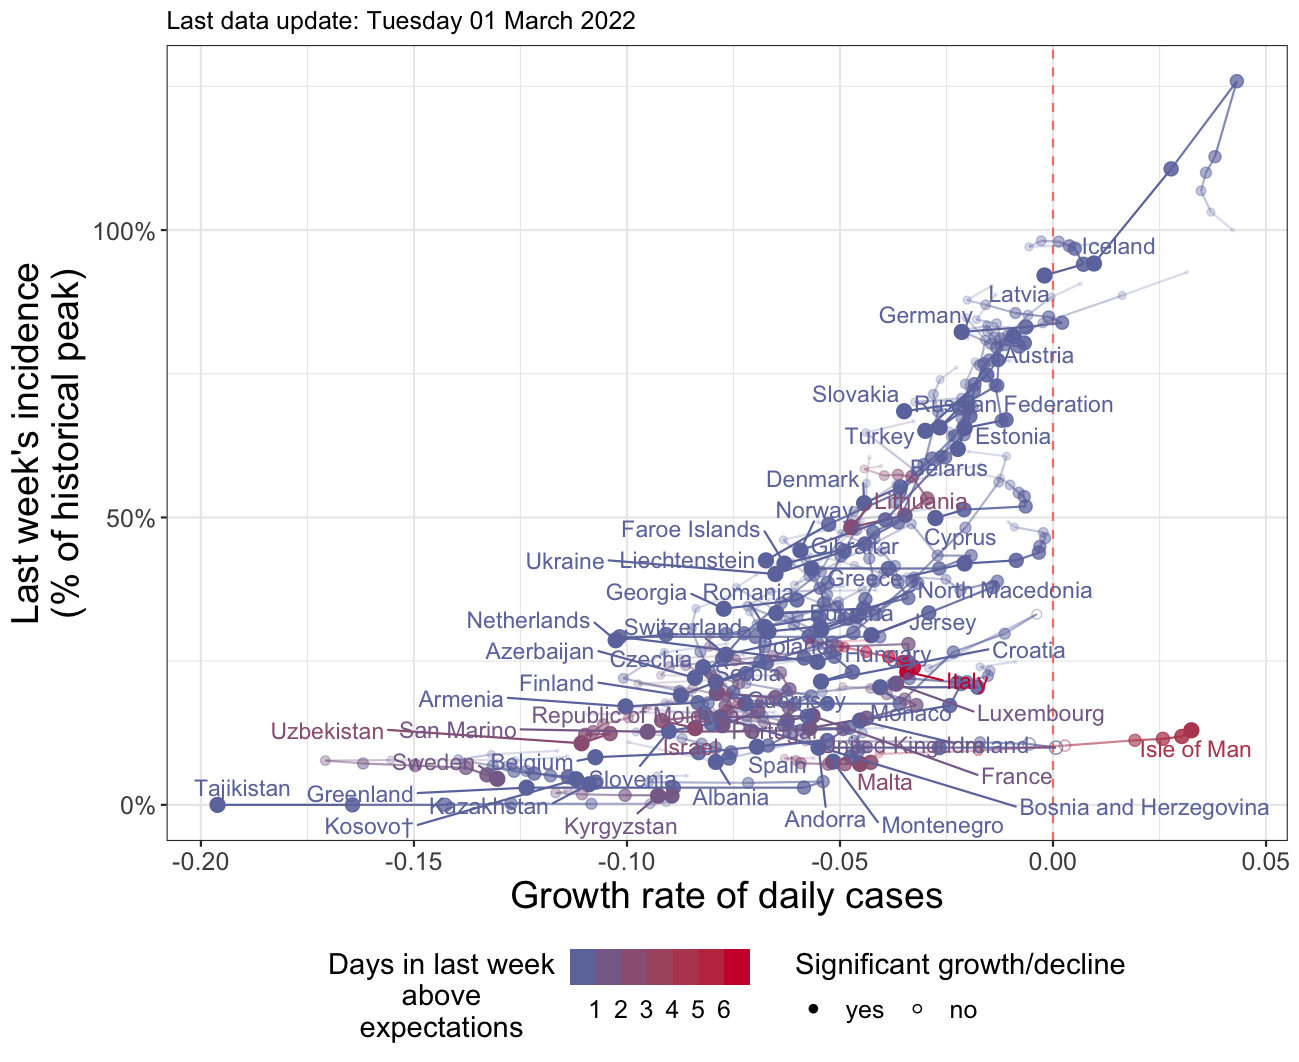 Last data update: Tuesday 01 March 2022
Last week's incidence
(% of historical peak)
100%
50%
0%
Iceland
Latvia
Germany
Austria
Slovakia
Russian Federation
Turkey
Estonia
Belarus
Denmark
Lithuania
Norway
Faroe Islands
Cyprus
Gibraltar
Ukraine
Liechtenstein
Greece
Georgia
Romania
North Macedonia
Netherlands
Switzerland
Jersey
Poland
Azerbaijan
Czechia
Hungary
Croatia
Serbia
Italy
Finland
Armenia
Guernsey
Republic of Moldova
Monaco
Luxembourg
Uzbekistan
San Marino
Portugal
Israel
United Kingdom
Isle of Man
Sweden
Belgium
Spain
France
Slovenia
Malta
Tajikistan
Greenland
Kazakhstan
Albania
Bosnia and Herzegovina
Kosovo†
Kyrgyzstan
Andorra
Montenegro
-0.20
-0.15
-0.10
-0.05
0.00
0.05
Growth rate of daily cases
Days in last week
above
expectations
1 2 3 4 5 6
Significant growth/decline
yes
no